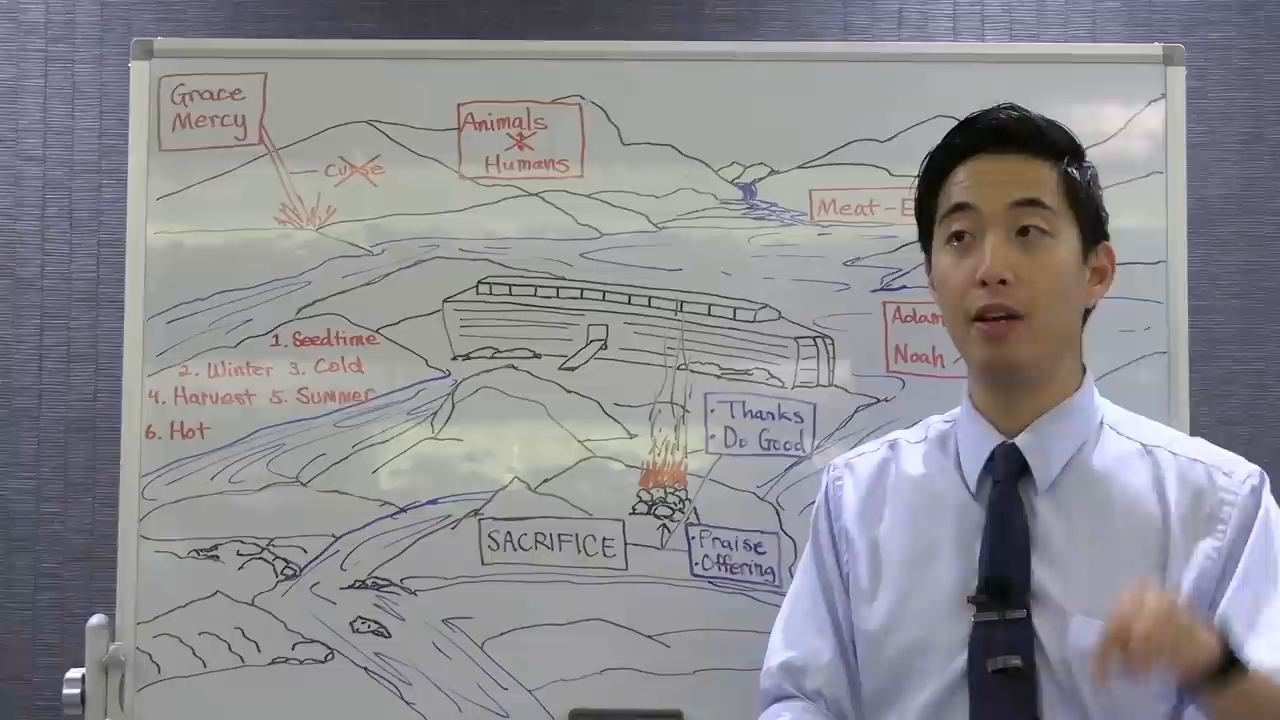 Grace
Mercy
curse
Animals
Humans
Meat-E
Adam
Noah
1. Seedtime
2. Winter 3. Cold
4. Harvest 5. Summer
6. Hot
• Thanks
• Do Good
SACRIFICE
• Praise
• Offering